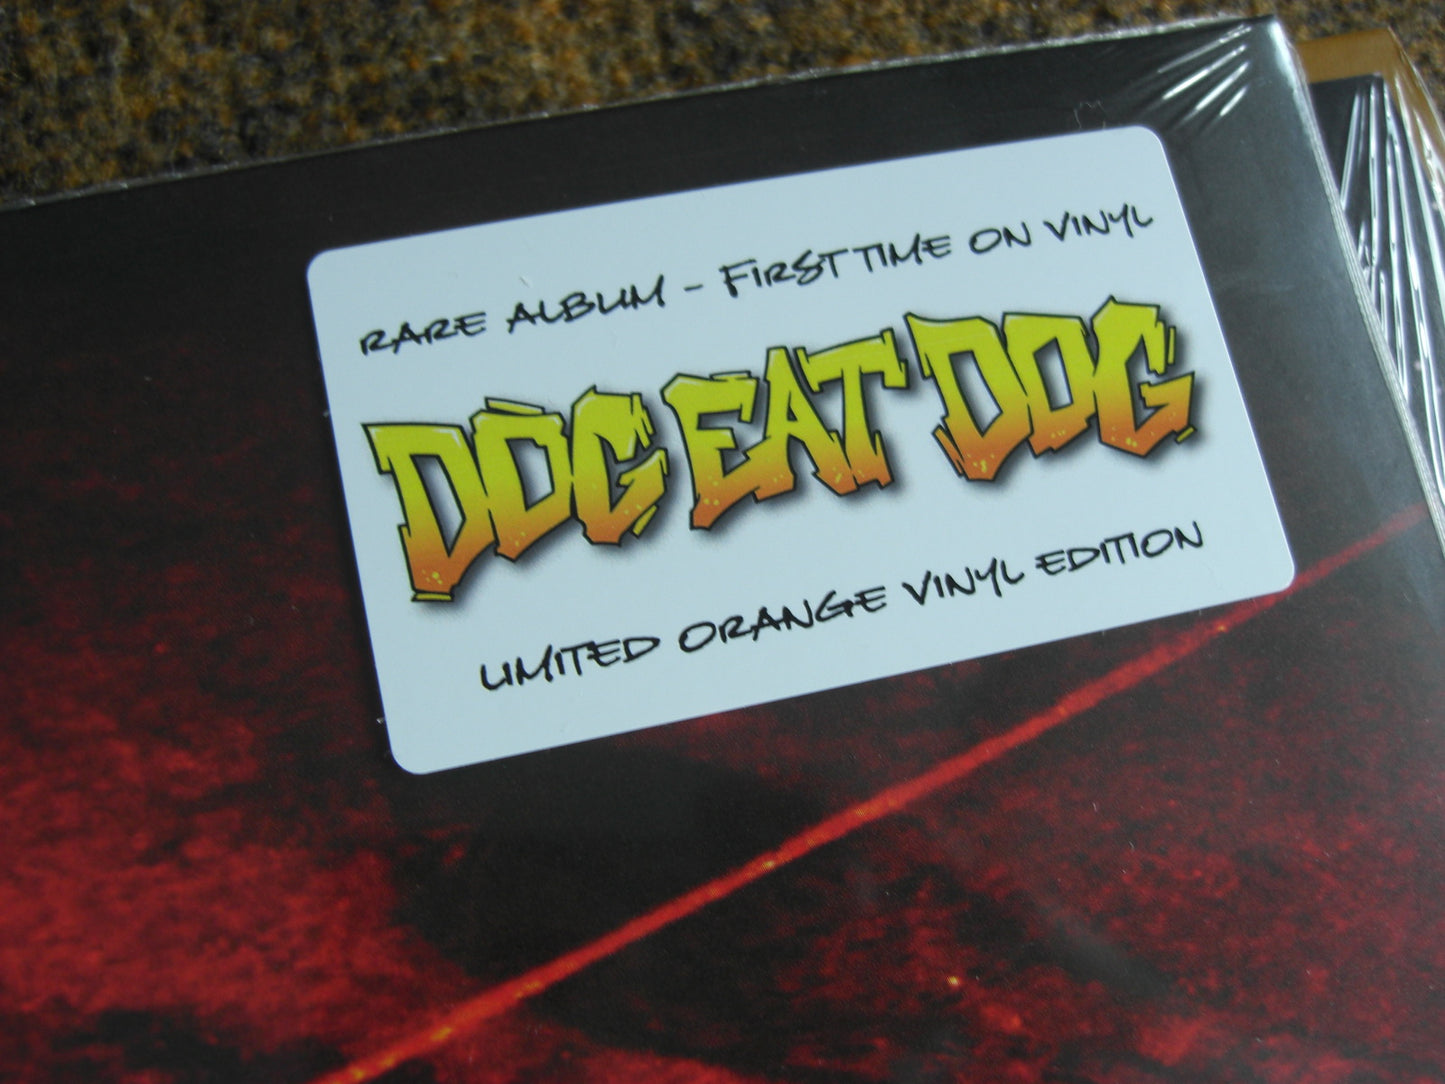 RARE ALBUM - FIRST TIME ON VINYL
DOG EAT DOG
LIMITED ORANGE VINYL EDITION